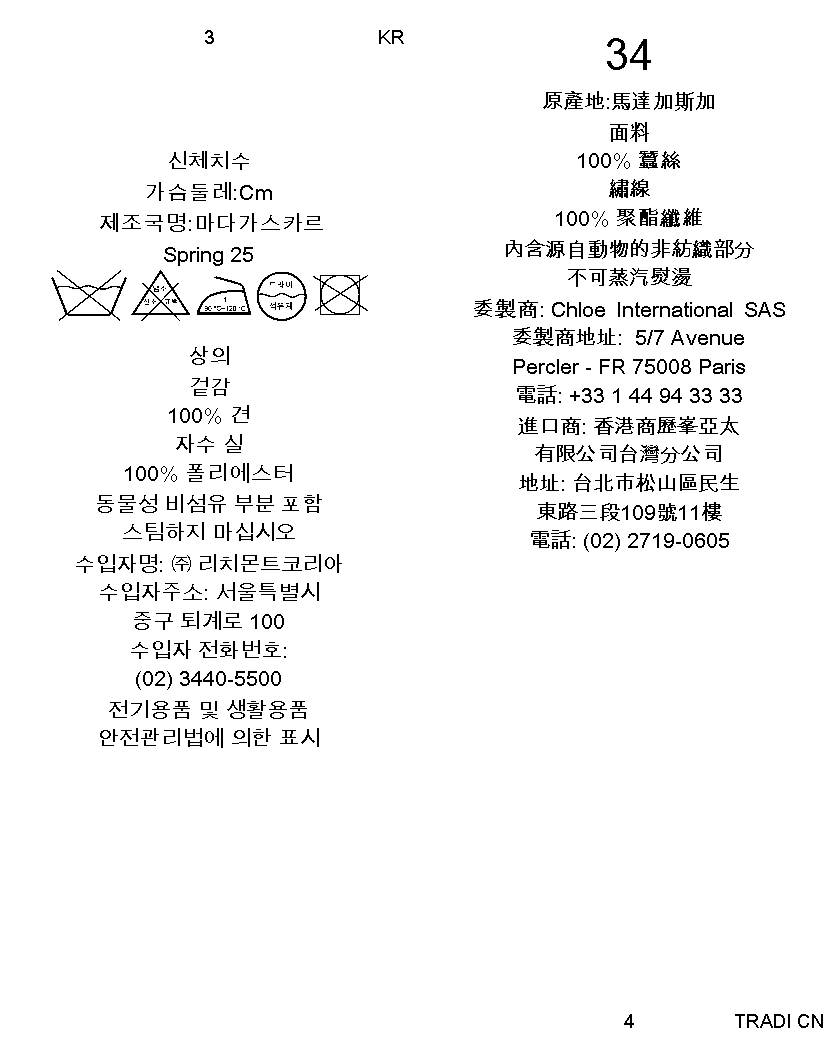 3
KR
신체치수
가슴둘레:Cm
제조국명:마다가스카르
Spring 25
염소
산소 표백
1
80 °C~120 °C
드라이
석유계
상의
겉감
100% 견
자수 실
100% 폴리에스터
동물성 비섬유 부분 포함
스팀하지 마십시오
수입자명: ㈜ 리치몬트코리아
수입자주소: 서울특별시
중구 퇴계로 100
수입자 전화번호:
(02) 3440-5500
전기용품 및 생활용품
안전관리법에 의한 표시
34
原產地:馬達加斯加
面料
100% 蠶絲
繡線
100% 聚酯纖維
內含源自動物的非紡織部分
不可蒸汽熨燙
委製商: Chloe International SAS
委製商地址: 5/7 Avenue
Percler - FR 75008 Paris
電話: +33 1 44 94 33 33
進口商: 香港商歷峯亞太
有限公司台灣分公司
地址: 台北市松山區民生
東路三段109號11樓
電話: (02) 2719-0605
4
TRADI CN